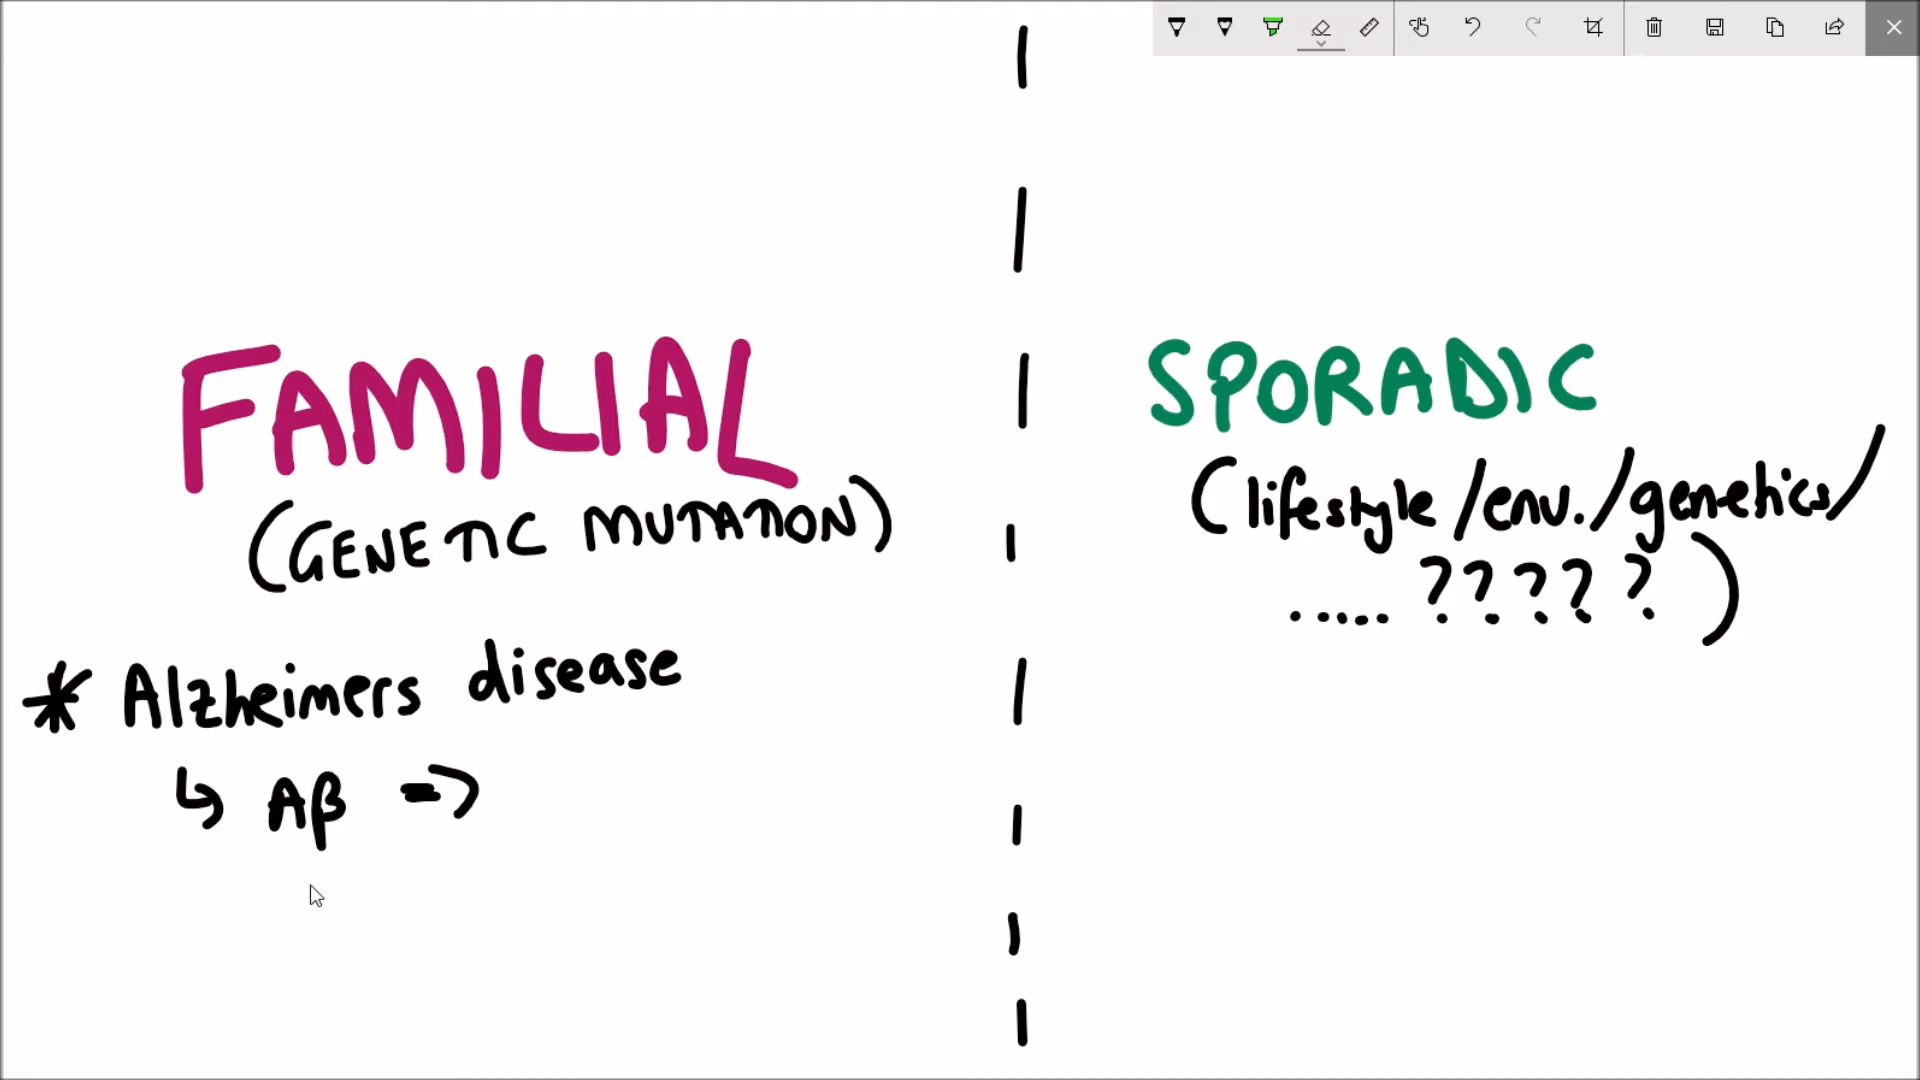 FAMILIAL
(GENETIC MUTATION)
* Alzheimers disease
↳ Aβ =>
SPORADIC
(lifestyle/env./genetics/
..... ?????)